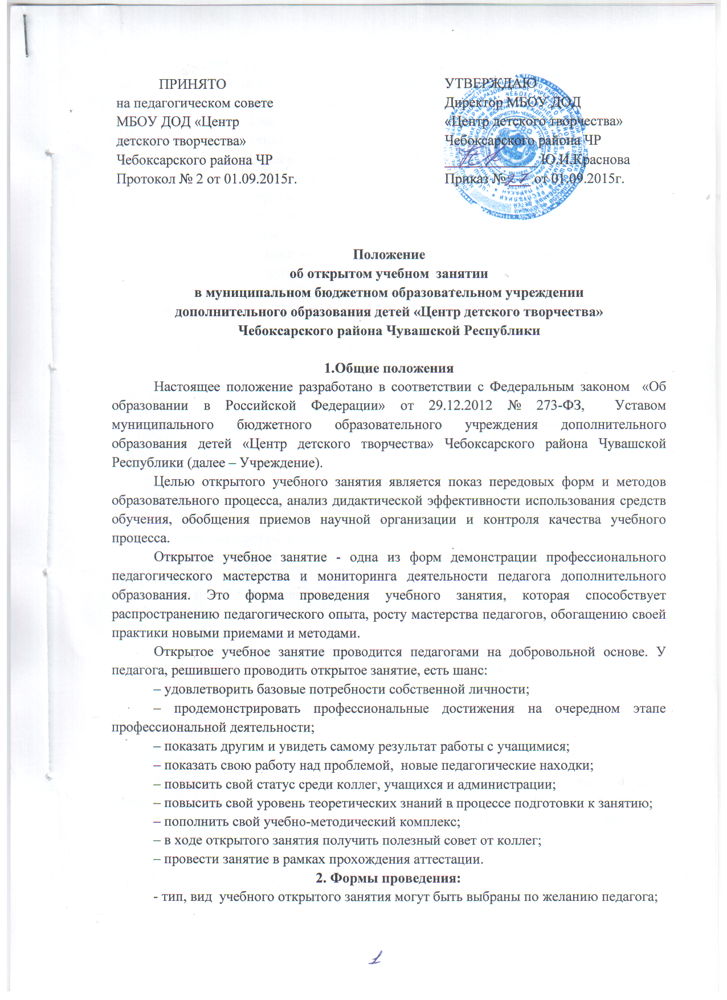 ПРИНЯТО
на педагогическом совете
МБОУ ДОД «Центр
детского творчества»
Чебоксарского района ЧР
Протокол № 2 от 01.09.2015г.
УТВЕРЖДАЮ
Директор МБОУ ДОД
«Центр детского творчества»
Чебоксарского района ЧР
Ю.И.Краснова
Приказ № от 01.09.2015г.
Положение
об открытом учебном занятии
в муниципальном бюджетном образовательном учреждении
дополнительного образования детей «Центр детского творчества»
Чебоксарского района Чувашской Республики
1.Общие положения
Настоящее положение разработано в соответствии с Федеральным законом «Об
образовании в Российской Федерации» от 29.12.2012 № 273-ФЗ, Уставом
муниципального бюджетного образовательного учреждения дополнительного
образования детей «Центр детского творчества» Чебоксарского района Чувашской
Республики (далее – Учреждение).
Целью открытого учебного занятия является показ передовых форм и методов
образовательного процесса, анализ дидактической эффективности использования средств
обучения, обобщения приемов научной организации и контроля качества учебного
процесса.
Открытое учебное занятие - одна из форм демонстрации профессионального
педагогического мастерства и мониторинга деятельности педагога дополнительного
образования. Это форма проведения учебного занятия, которая способствует
распространению педагогического опыта, росту мастерства педагогов, обогащению своей
практики новыми приемами и методами.
Открытое учебное занятие проводится педагогами на добровольной основе. У
педагога, решившего проводить открытое занятие, есть шанс:
– удовлетворить базовые потребности собственной личности;
– продемонстрировать профессиональные достижения на очередном этапе
профессиональной деятельности;
– показать другим и увидеть самому результат работы с учащимися;
– показать свою работу над проблемой, новые педагогические находки;
– повысить свой статус среди коллег, учащихся и администрации;
– повысить свой уровень теоретических знаний в процессе подготовки к занятию;
– пополнить свой учебно-методический комплекс;
– в ходе открытого занятия получить полезный совет от коллег;
– провести занятие в рамках прохождения аттестации.
2. Формы проведения:
- тип, вид учебного открытого занятия могут быть выбраны по желанию педагога;
1